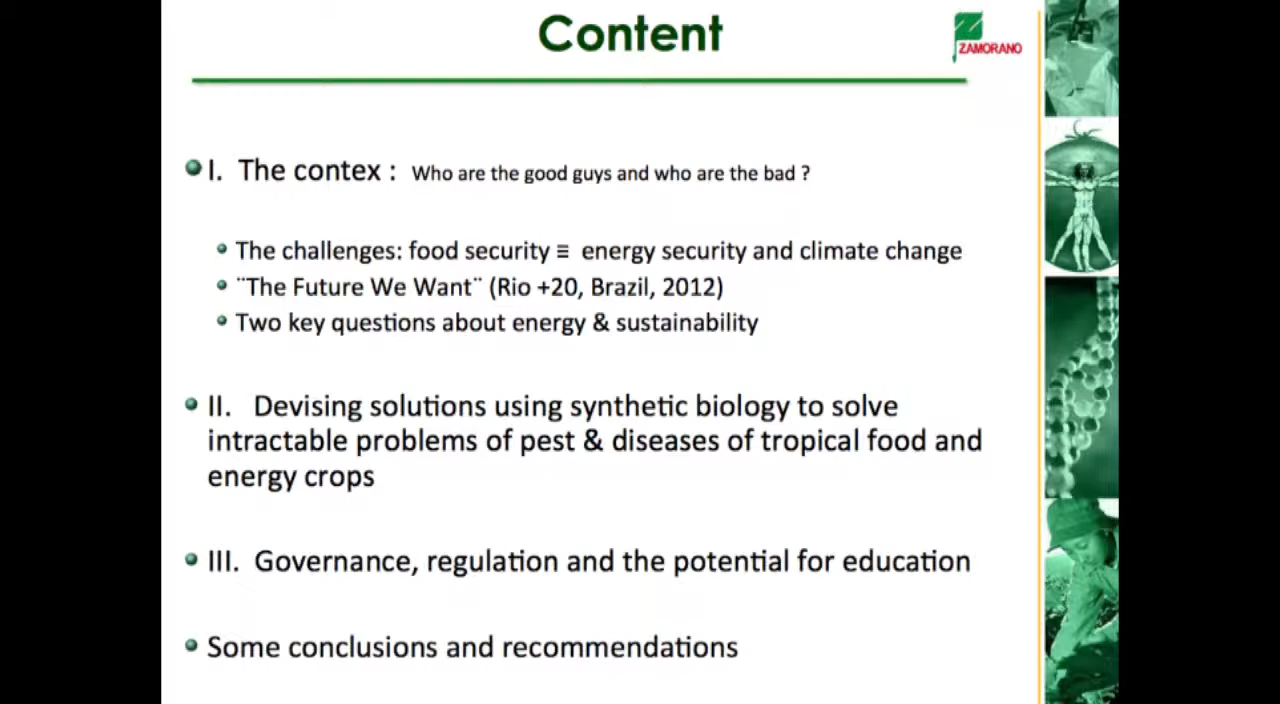 Content
ZAMORANO
I. The contex : Who are the good guys and who are the bad ?
The challenges: food security ≡ energy security and climate change
¨The Future We Want¨ (Rio +20, Brazil, 2012)
Two key questions about energy & sustainability
II. Devising solutions using synthetic biology to solve
intractable problems of pest & diseases of tropical food and
energy crops
III. Governance, regulation and the potential for education
Some conclusions and recommendations